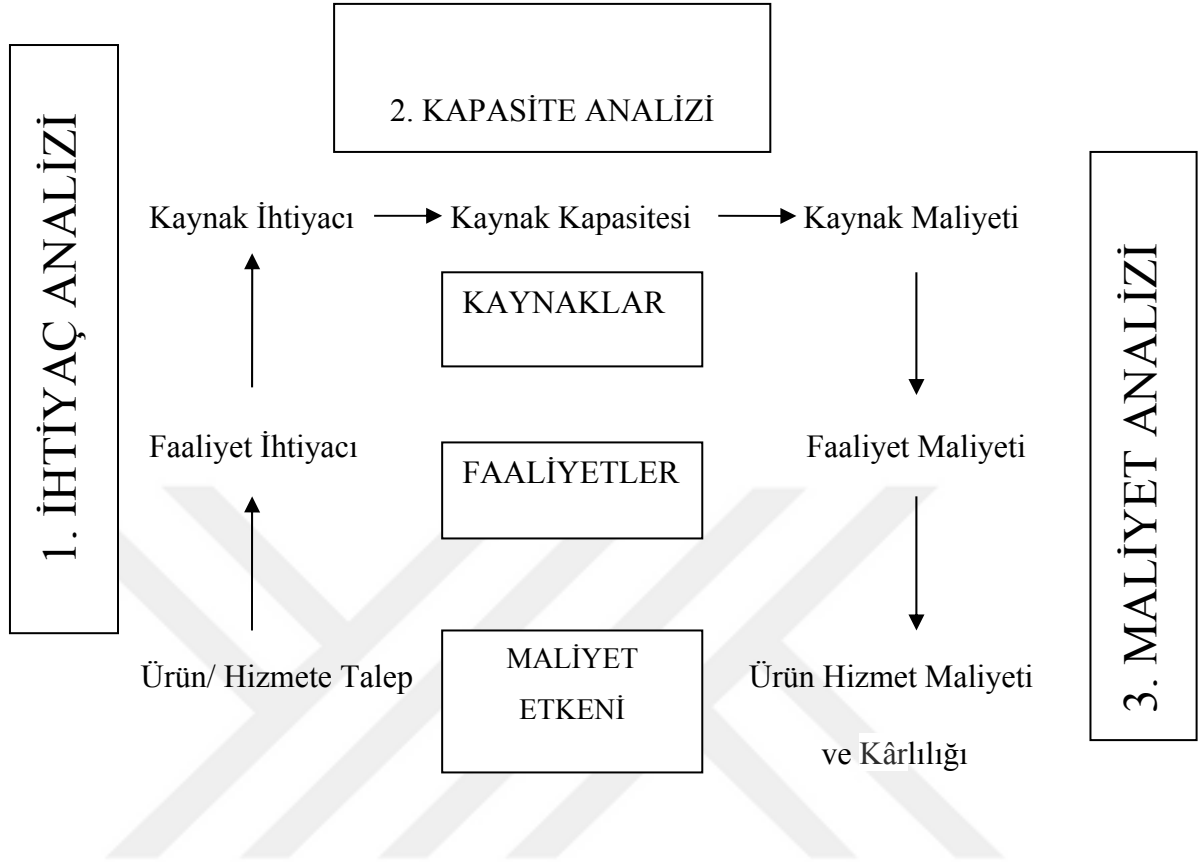 2. KAPASİTE ANALİZİ
1. İHTİYAÇ ANALİZİ
Kaynak İhtiyacı
Kaynak Kapasitesi
Kaynak Maliyeti
KAYNAKLAR
Faaliyet İhtiyacı
FAALİYETLER
Faaliyet Maliyeti
Ürün/ Hizmete Talep
MALİYET
ETKENİ
Ürün Hizmet Maliyeti
ve Kârlılığı
3. MALİYET ANALİZİ